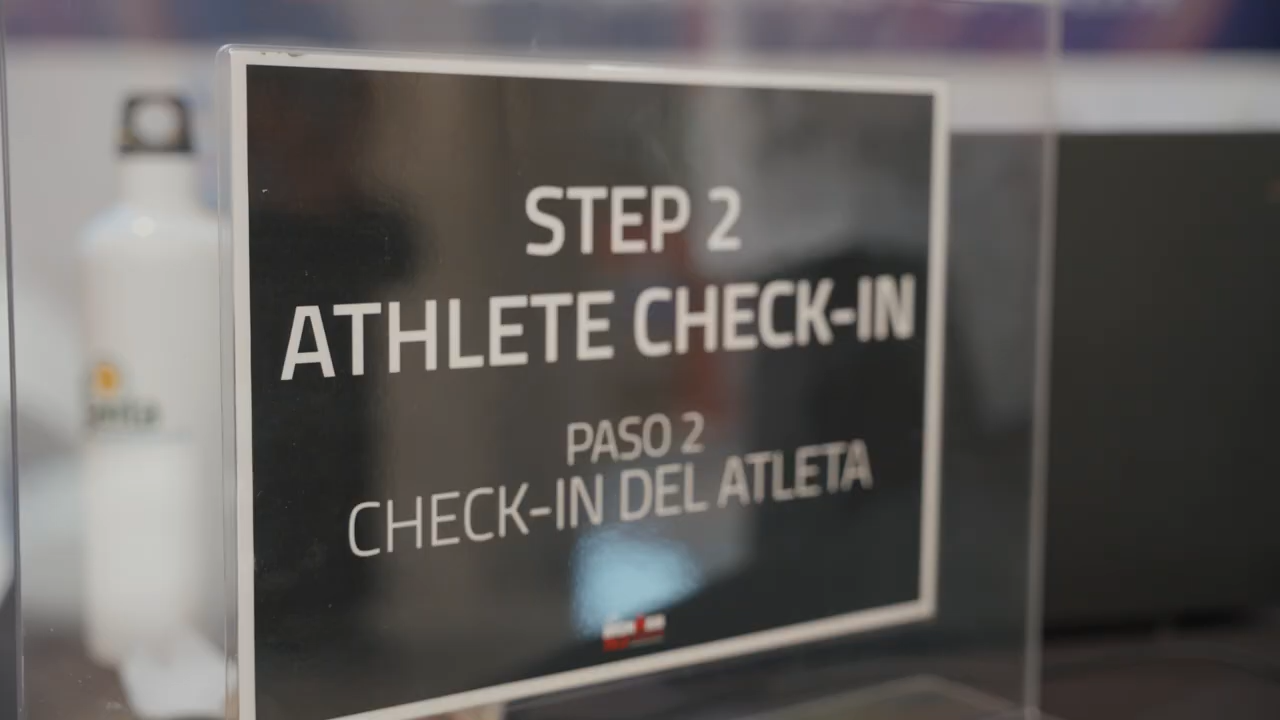 STEP 2
ATHLETE CHECK-IN
PASO 2
CHECK-IN DEL ATLETA